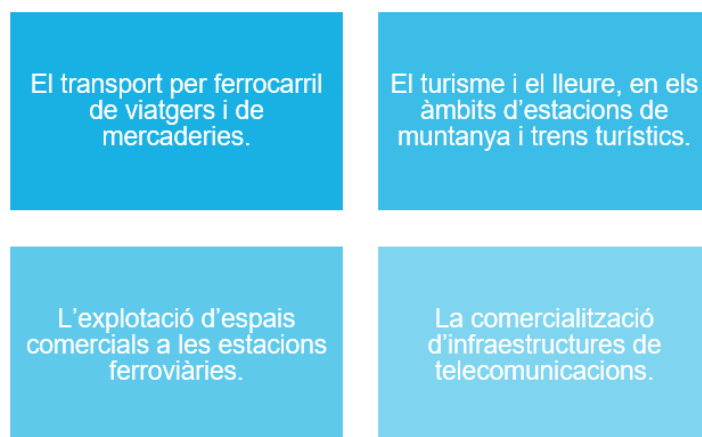 El transport per ferrocarril
de viatgers i de
mercaderies.
El turisme i el lleure, en els
àmbits d’estacions de
muntanya i trens turístics.
L’explotació d’espais
comercials a les estacions
ferroviàries.
La comercialització
d’infraestructures de
telecomunicacions.